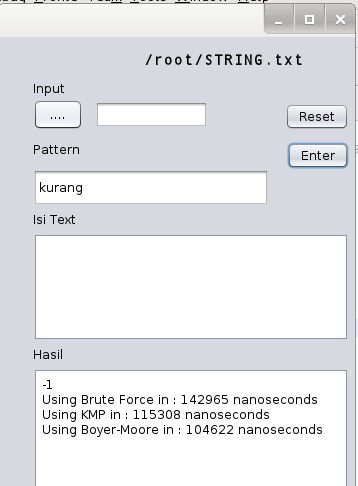 /root/STRING.txt
Input
....
Reset
Pattern
Enter
kurang
Isi Text
Hasil
-1
Using Brute Force in : 142965 nanoseconds
Using KMP in : 115308 nanoseconds
Using Boyer-Moore in : 104622 nanoseconds